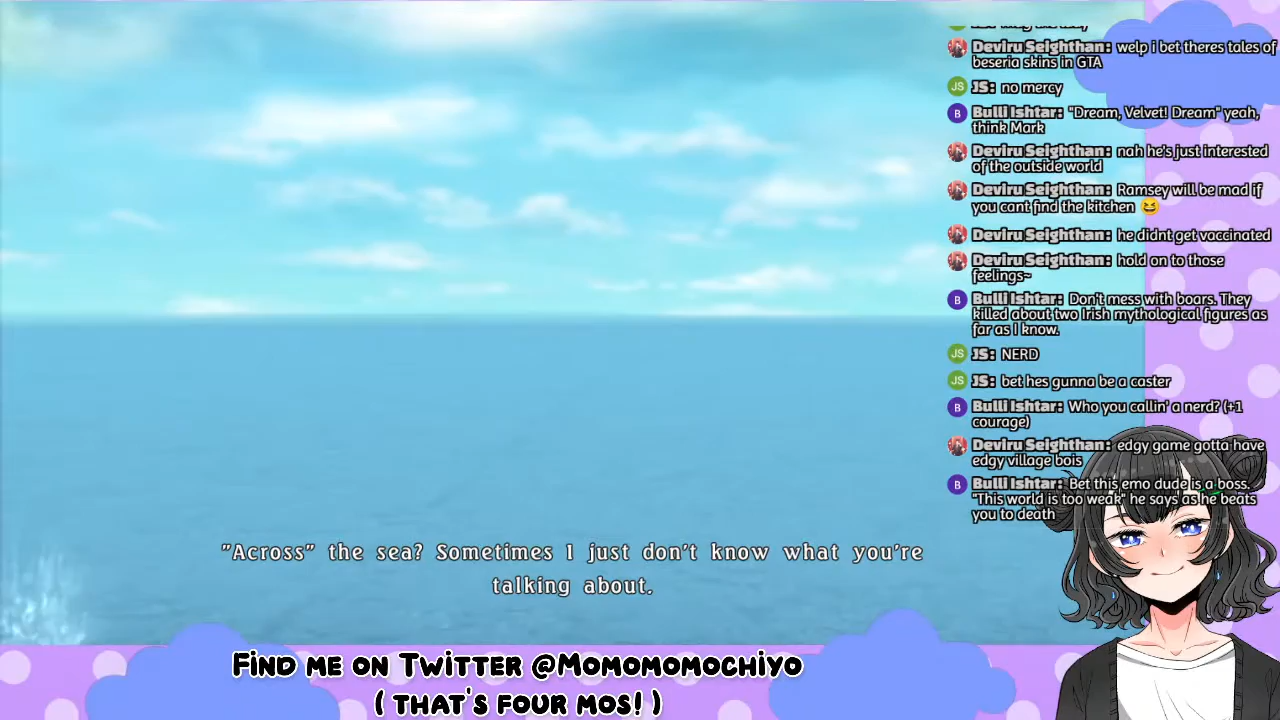 Deviru Seighthan: welp i bet theres tales of
beseria skins in GTA
JS: no mercy
Bulli Ishtar: "Dream, Velvet! Dream" yeah,
think Mark
Deviru Seighthan: nah he's just interested
of the outside world
Deviru Seighthan: Ramsey will be mad if
you cant find the kitchen 😆
Deviru Seighthan: he didnt get vaccinated
Deviru Seighthan: hold on to those
feelings~
Bulli Ishtar: Don't mess with boars. They
killed about two Irish mythological figures as
far as I know.
JS: NERD
JS: bet hes gunna be a caster
Bulli Ishtar: Who you callin' a nerd? (+1
courage)
Deviru Seighthan: edgy game gotta have
edgy village bois
Bulli Ishtar: Bet this emo dude is a boss.
"This world is too weak" he says as he beats
you to death
"Across" the sea? Sometimes I just don't know what you're
talking about.
Find me on Twitter @Momomomochiyo
( that's four mos! )